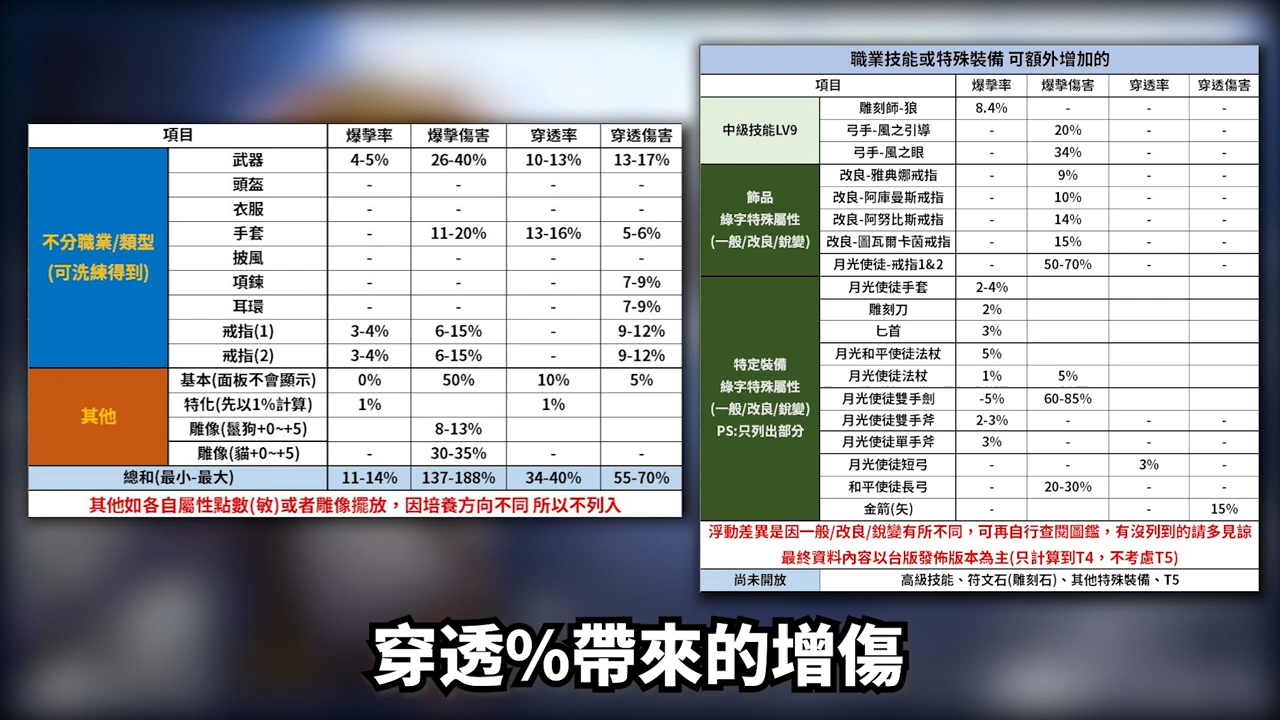 項目 爆擊率 爆擊傷害 穿透率 穿透傷害
不分職業/類型
(可洗練得到)
武器 4-5% 26-40% 10-13% 13-17%
頭盔 - - - -
衣服 - - - -
手套 - 11-20% 13-16% 5-6%
披風 - - - -
項鍊 - - - 7-9%
耳環 - - - 7-9%
戒指(1) 3-4% 6-15% - 9-12%
戒指(2) 3-4% 6-15% - 9-12%
其他
基本(面板不會顯示) 0% 50% 10% 5%
特化(先以1%計算) 1% 1%
雕像(鬣狗+0~+5) 8-13%
雕像(貓+0~+5) - 30-35% - -
總和(最小-最大) 11-14% 137-188% 34-40% 55-70%
其他如各自屬性點數(敏)或者雕像擺放，因培養方向不同 所以不列入
職業技能或特殊裝備 可額外增加的
項目 爆擊率 爆擊傷害 穿透率 穿透傷害
中級技能LV9
雕刻師-狼 8.4% - - -
弓手-風之引導 - 20% - -
弓手-風之眼 - 34% - -
飾品
綠字特殊屬性
(一般/改良/銳變)
改良-雅典娜戒指 - 9% - -
改良-阿庫曼斯戒指 - 10% - -
改良-阿努比斯戒指 - 14% - -
改良-圖瓦爾卡茵戒指 - 15% - -
月光使徒-戒指1&2 - 50-70% - -
特定裝備
綠字特殊屬性
(一般/改良/銳變)
PS:只列出部分
月光使徒手套 2-4%
雕刻刀 2%
匕首 3%
月光和平使徒法杖 5%
月光使徒法杖 1% 5%
月光使徒雙手劍 -5% 60-85%
月光使徒雙手斧 2-3% - - -
月光使徒單手斧 3% - - -
月光使徒短弓 - - 3% -
和平使徒長弓 - 20-30% - -
金箭(矢) - - - 15%
浮動差異是因一般/改良/銳變有所不同，可再自行查閱圖鑑，有沒列到的請多見諒
最終資料內容以台版發佈版本為主(只計算到T4，不考慮T5)
尚未開放 高級技能、符文石(雕刻石)、其他特殊裝備、T5
穿透%帶來的增傷